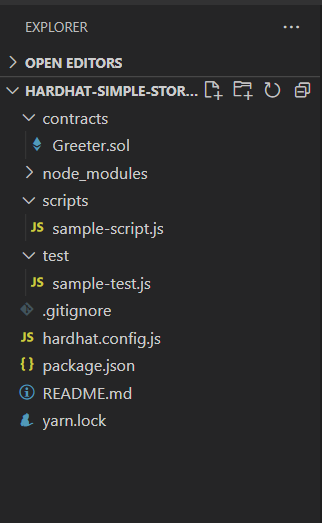 EXPLORER
OPEN EDITORS
HARDHAT-SIMPLE-STOR...
contracts
Greeter.sol
node_modules
scripts
JS sample-script.js
test
JS sample-test.js
.gitignore
JS hardhat.config.js
{} package.json
README.md
yarn.lock